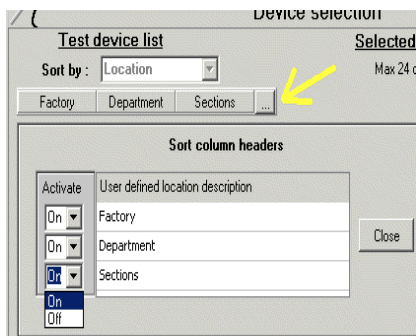 Device selection
Test device list
Selected
Sort by : Location
Max 24
Factory Department Sections ...
Sort column headers
Activate User defined location description
On Factory
On Department
On Sections
On
Off
Close